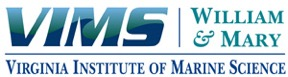 VIMS
WILLIAM
& MARY
VIRGINIA INSTITUTE OF MARINE SCIENCE